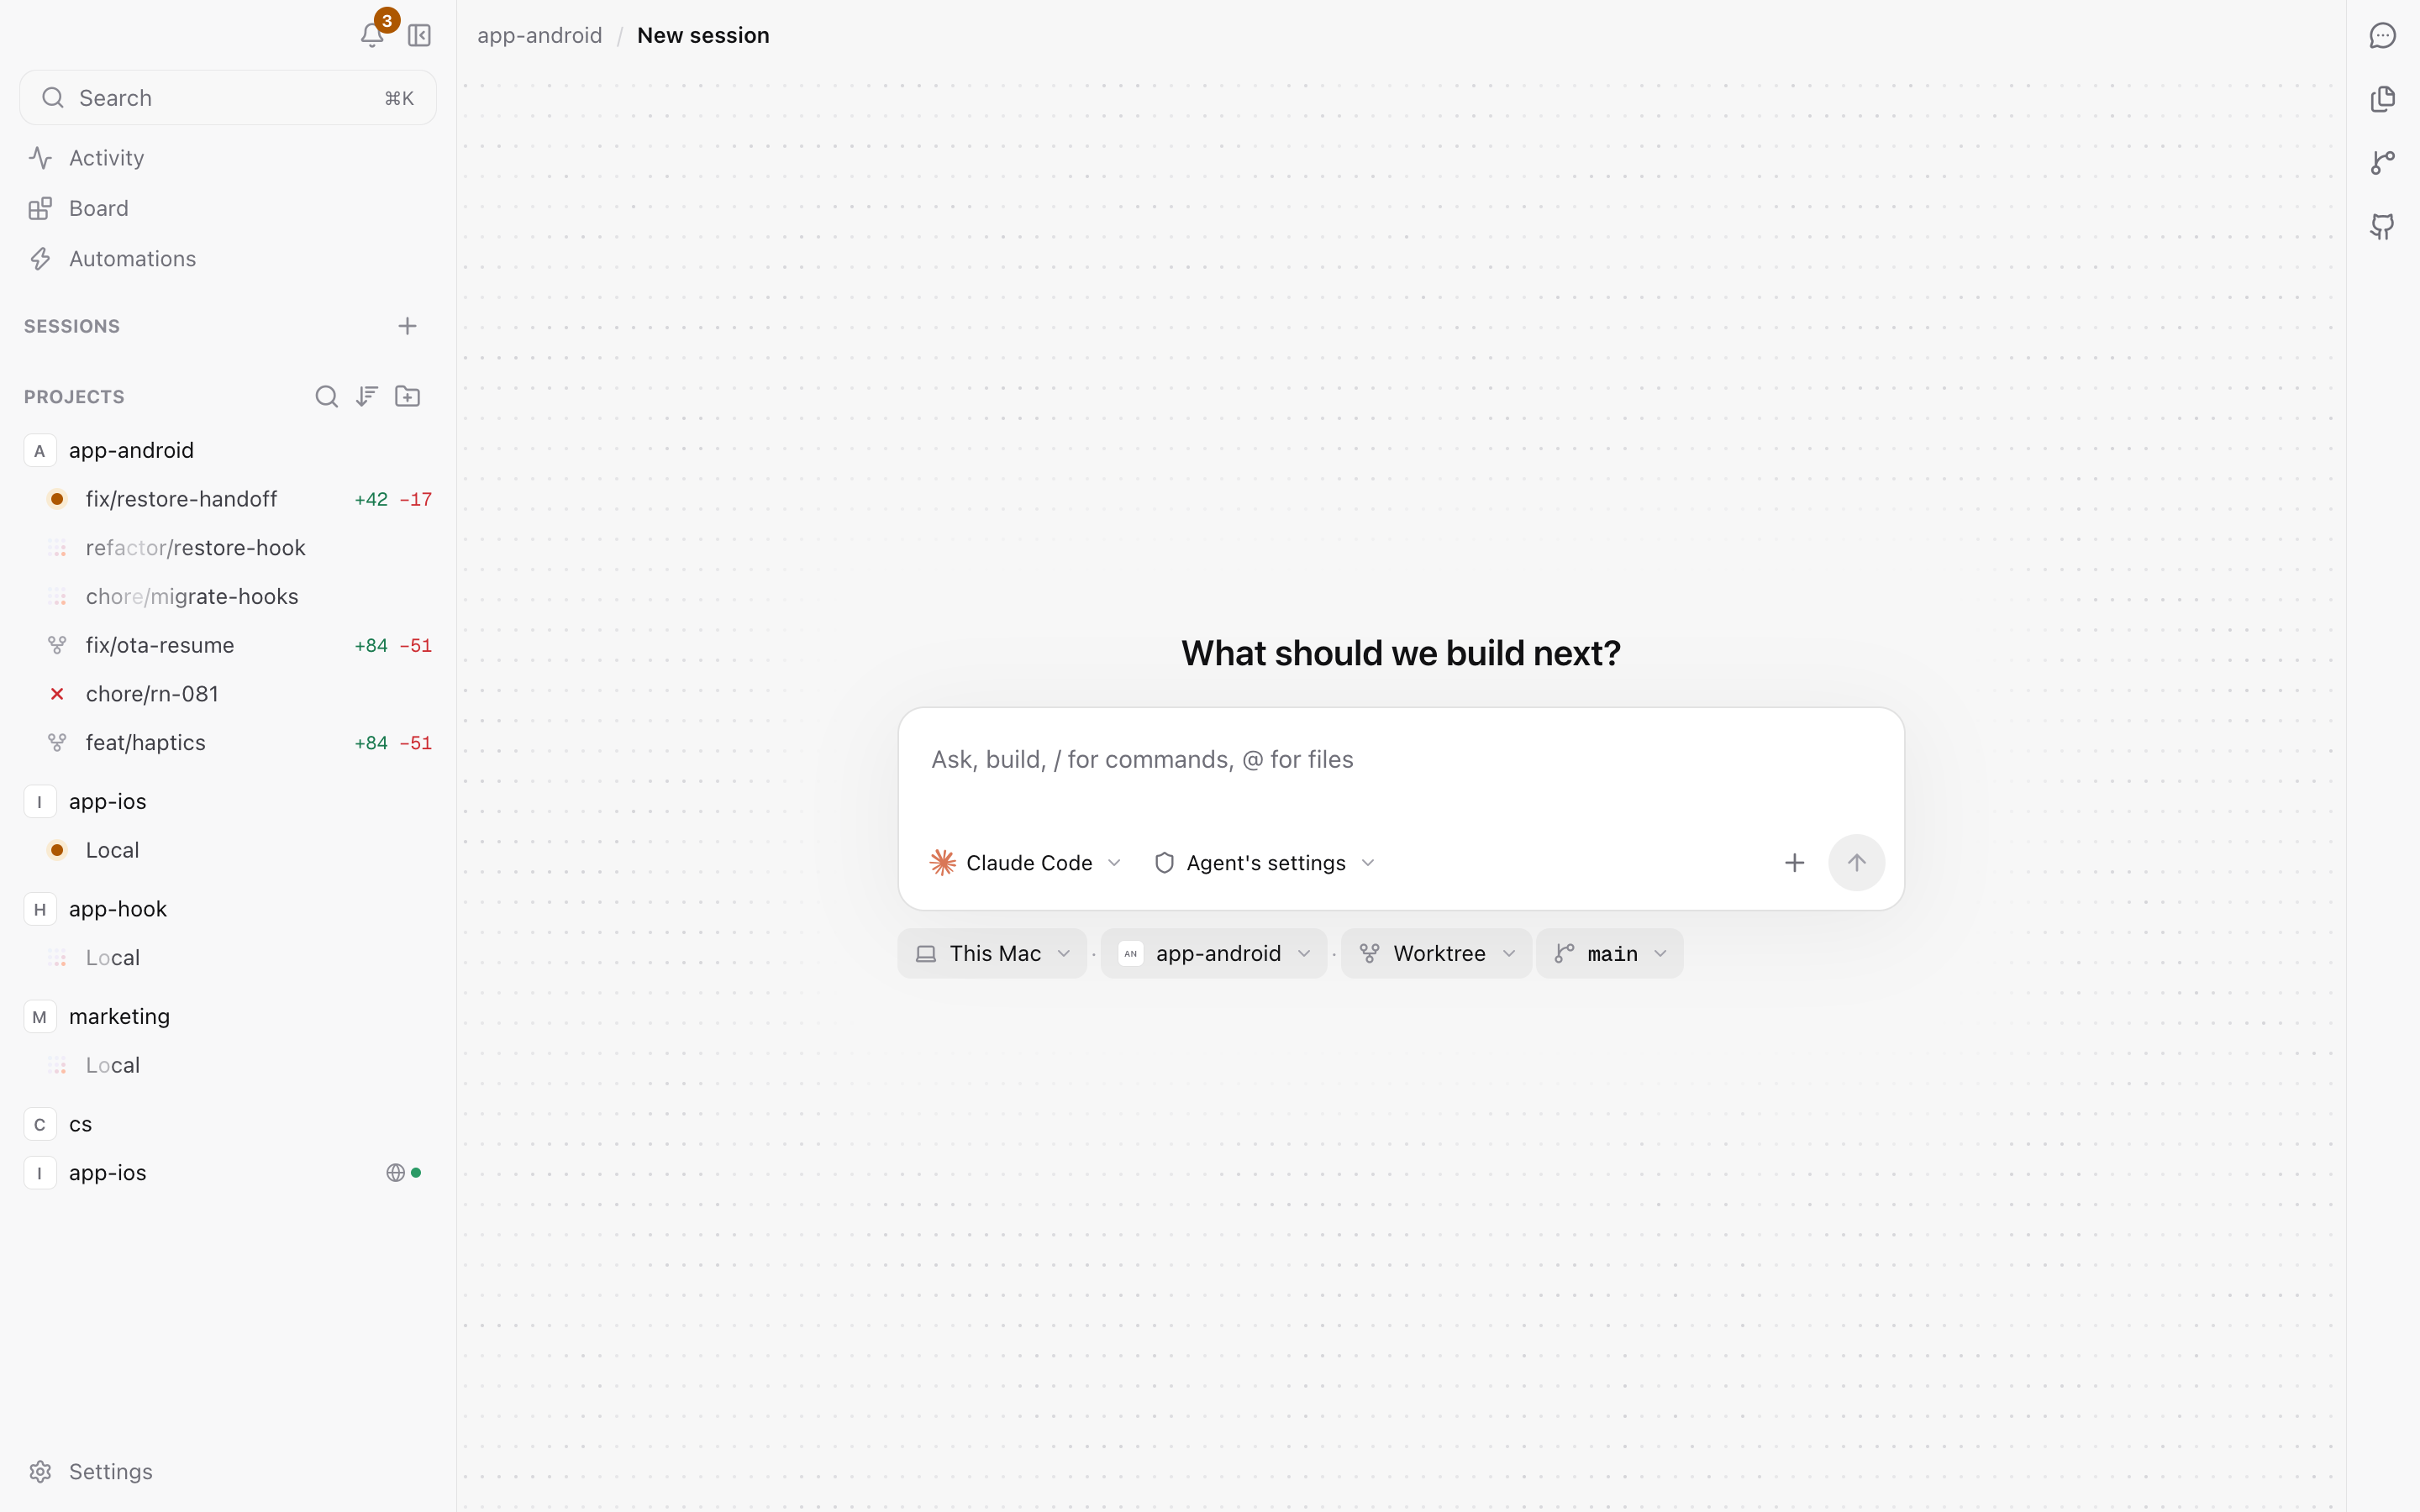 3
app-android / New session
Search ⌘K
Activity
Board
Automations
SESSIONS
PROJECTS
A app-android
fix/restore-handoff +42 −17
refactor/restore-hook
chore/migrate-hooks
fix/ota-resume +84 −51
chore/rn-081
feat/haptics +84 −51
I app-ios
Local
H app-hook
Local
M marketing
Local
C cs
I app-ios
Settings
What should we build next?
Ask, build, / for commands, @ for files
Claude Code Agent's settings
This Mac · AN app-android · Worktree main